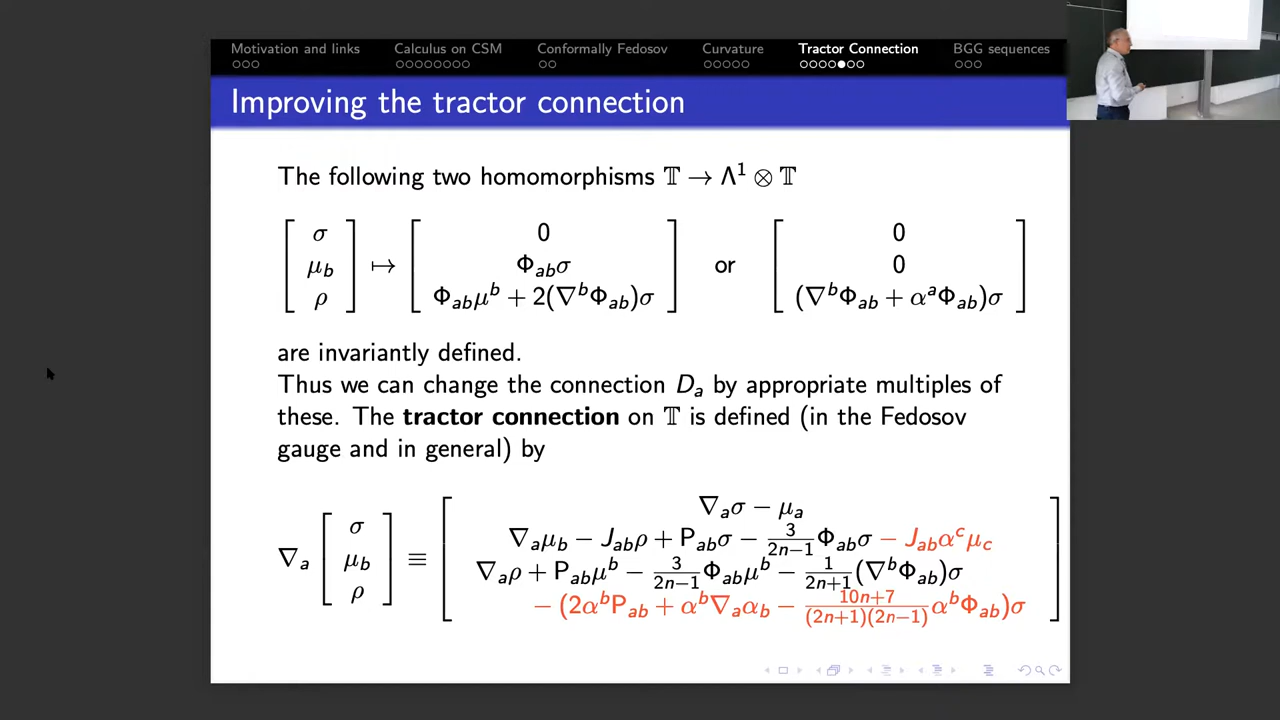 Motivation and links Calculus on CSM Conformally Fedosov Curvature Tractor Connection BGG sequences
Improving the tractor connection
The following two homomorphisms 𝕋 → Λ¹ ⊗ 𝕋
[σ; μ_b; ρ] ↦ [0; Φ_{ab}σ; Φ_{ab}μ^b + 2(∇^bΦ_{ab})σ] or [0; 0; (∇^bΦ_{ab} + α^aΦ_{ab})σ]
are invariantly defined.
Thus we can change the connection D_a by appropriate multiples of
these. The tractor connection on 𝕋 is defined (in the Fedosov
gauge and in general) by
∇_a [σ; μ_b; ρ] ≡ [∇_aσ − μ_a; ∇_aμ_b − J_{ab}ρ + P_{ab}σ − \frac{3}{2n−1}Φ_{ab}σ − J_{ab}α^cμ_c; ∇_aρ + P_{ab}μ^b − \frac{3}{2n−1}Φ_{ab}μ^b − \frac{1}{2n+1}(∇^bΦ_{ab})σ − (2α^bP_{ab} + α^b∇_aα_b − \frac{10n+7}{(2n+1)(2n−1)}α^bΦ_{ab})σ]